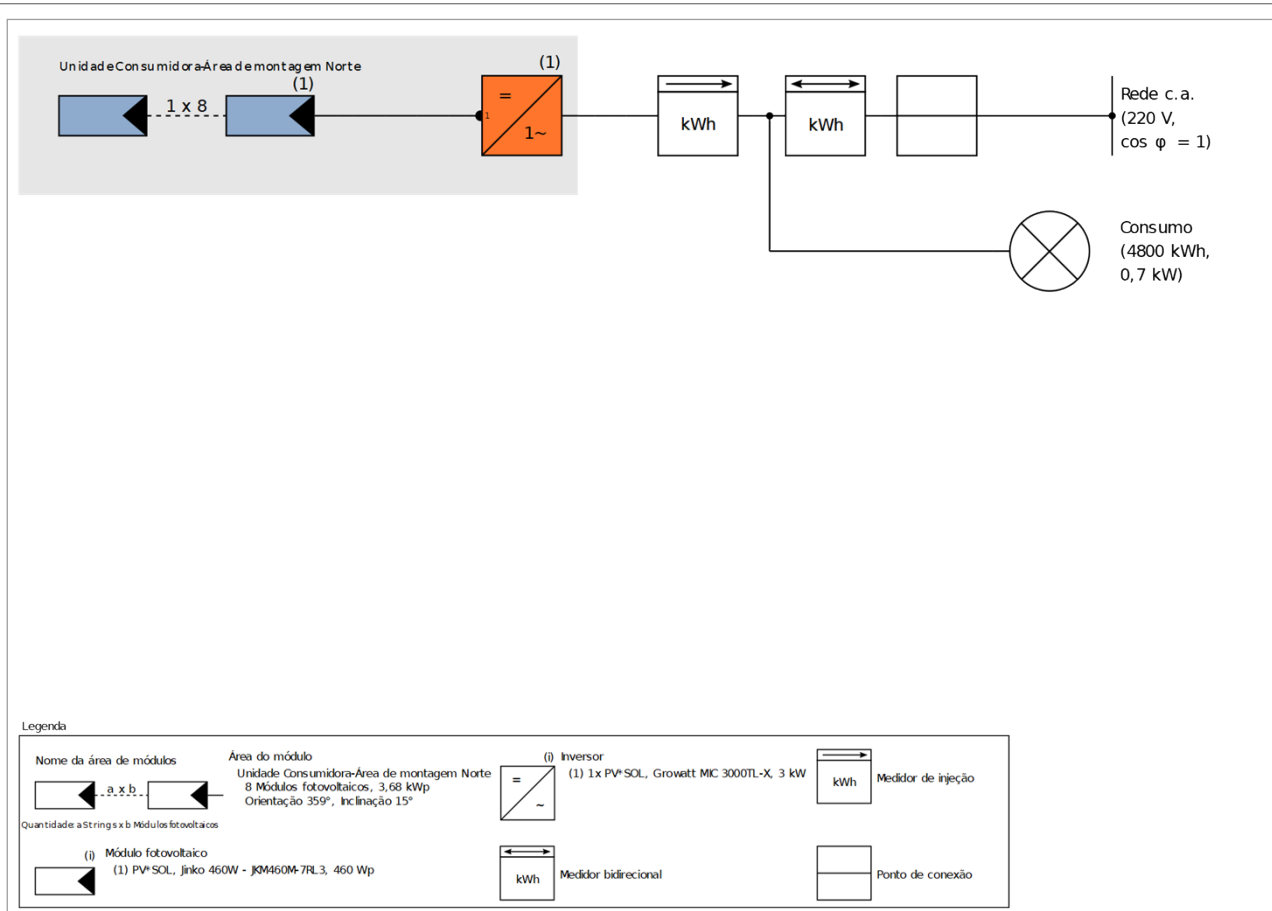 Unidade Consumidora-Área de montagem Norte
(1)
(1)
1 x 8
=
1
1~
kWh
kWh
Rede c.a.
(220 V,
cos φ = 1)
Consumo
(4800 kWh,
0,7 kW)
Legenda
Nome da área de módulos
a x b
Quantidade: a Strings x b Módulos fotovoltaicos
Área do módulo
Unidade Consumidora-Área de montagem Norte
8 Módulos fotovoltaicos, 3,68 kWp
Orientação 359°, Inclinação 15°
(i) Inversor
(1) 1x PV*SOL, Growatt MIC 3000TL-X, 3 kW
=
~
kWh
Medidor de injeção
(i) Módulo fotovoltaico
(1) PV*SOL, Jinko 460W - JKM460M-7RL3, 460 Wp
kWh
Medidor bidirecional
Ponto de conexão